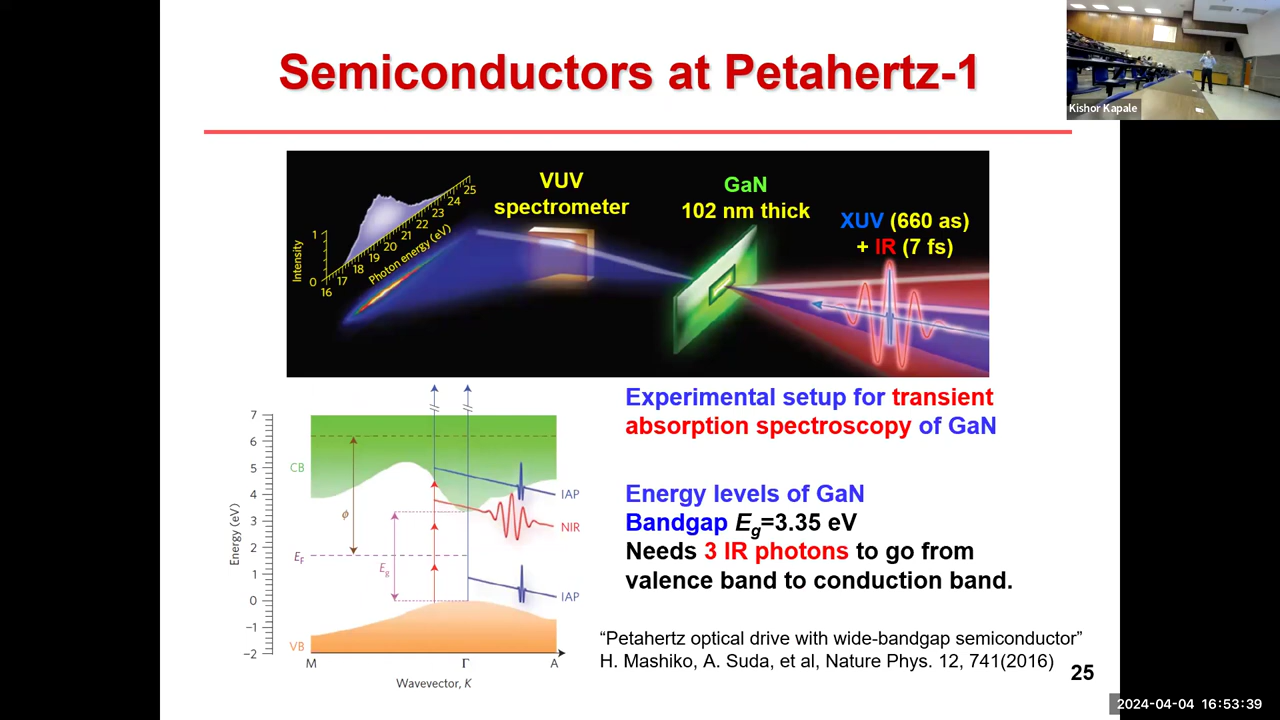 Semiconductors at Petahertz-1
Kishor Kapale
VUV
spectrometer
GaN
102 nm thick
XUV (660 as)
+ IR (7 fs)
Intensity
1
0
16
17
18
19
20
21
22
23
24
25
Photon energy (eV)
Experimental setup for transient
absorption spectroscopy of GaN
Energy levels of GaN
Bandgap Eg=3.35 eV
Needs 3 IR photons to go from
valence band to conduction band.
Energy (eV)
7
6
5
4
3
2
1
0
−1
−2
CB
EF
VB
ϕ
Eg
IAP
NIR
IAP
M
Γ
A
Wavevector, K
“Petahertz optical drive with wide-bandgap semiconductor”
H. Mashiko, A. Suda, et al, Nature Phys. 12, 741(2016)
25
2024-04-04 16:53:39